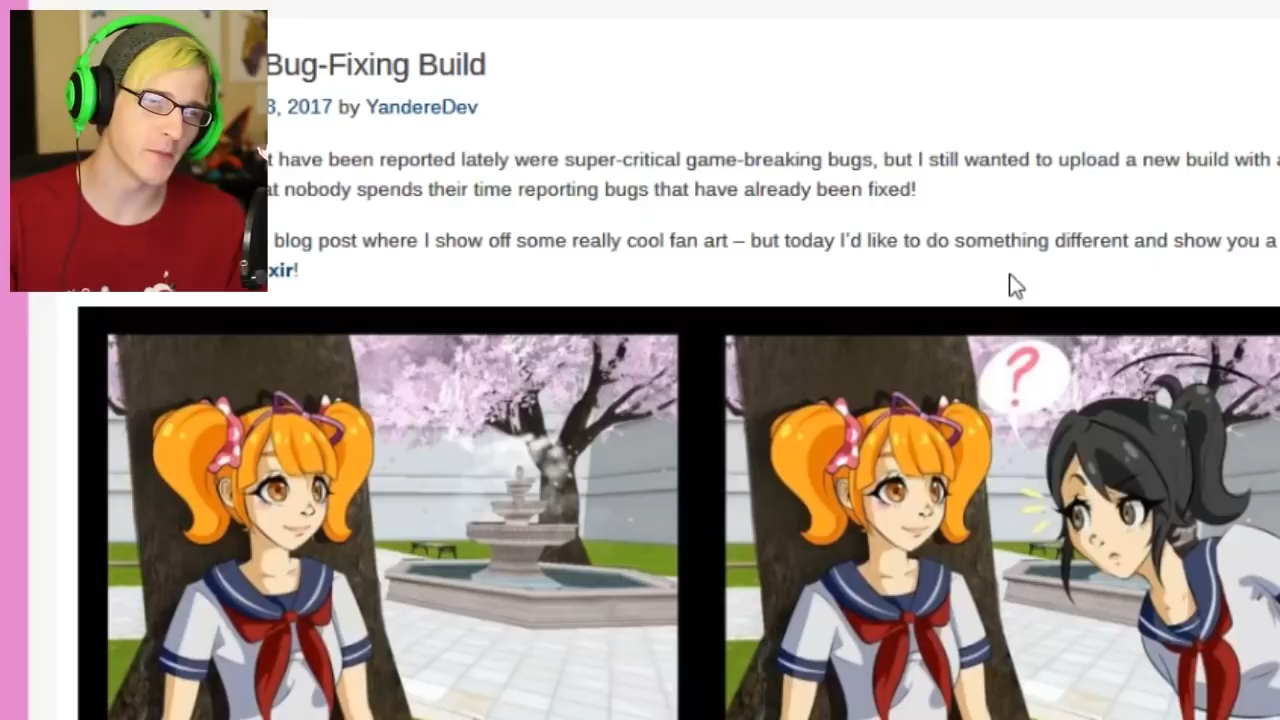 Bug-Fixing Build
8, 2017 by YandereDev
t have been reported lately were super-critical game-breaking bugs, but I still wanted to upload a new build with a
at nobody spends their time reporting bugs that have already been fixed!
blog post where I show off some really cool fan art – but today I'd like to do something different and show you a
xir!
?